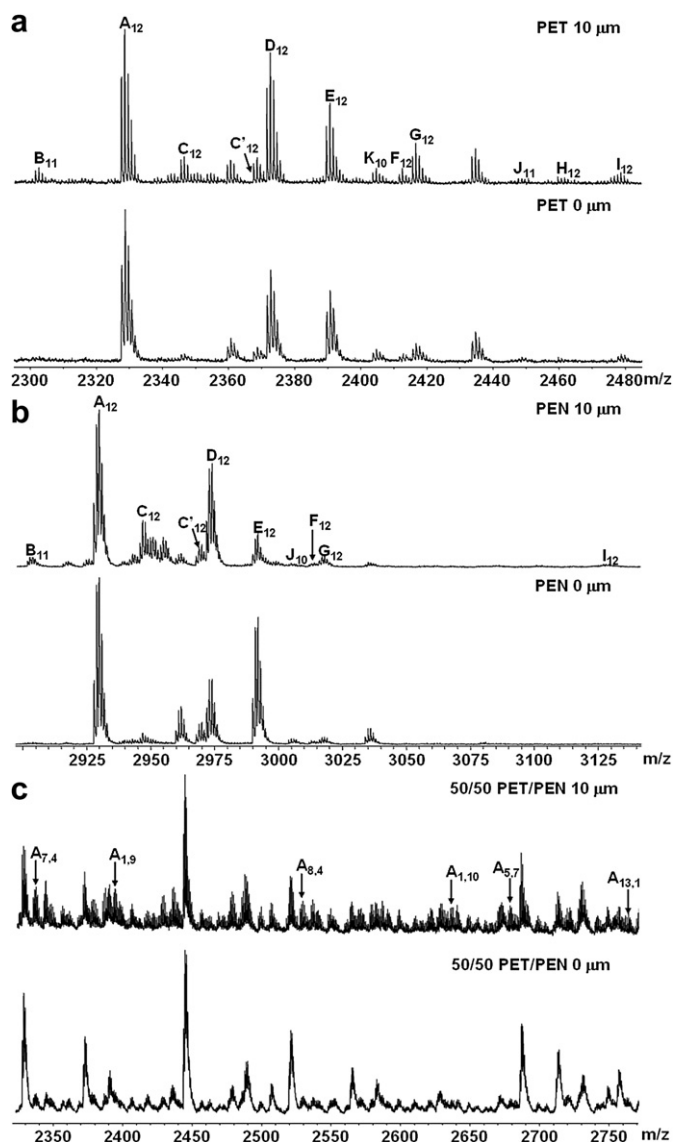 a
PET 10 µm
A12
B11
C12
C'12
D12
E12
K10
F12
G12
J11
H12
I12
PET 0 µm
2300 2320 2340 2360 2380 2400 2420 2440 2460 2480 m/z
b
PEN 10 µm
A12
B11
C12
C'12
D12
E12
J10
F12
G12
I12
PEN 0 µm
2925 2950 2975 3000 3025 3050 3075 3100 3125 m/z
c
50/50 PET/PEN 10 µm
A7,4
A1,9
A8,4
A1,10
A5,7
A13,1
50/50 PET/PEN 0 µm
2350 2400 2450 2500 2550 2600 2650 2700 2750 m/z